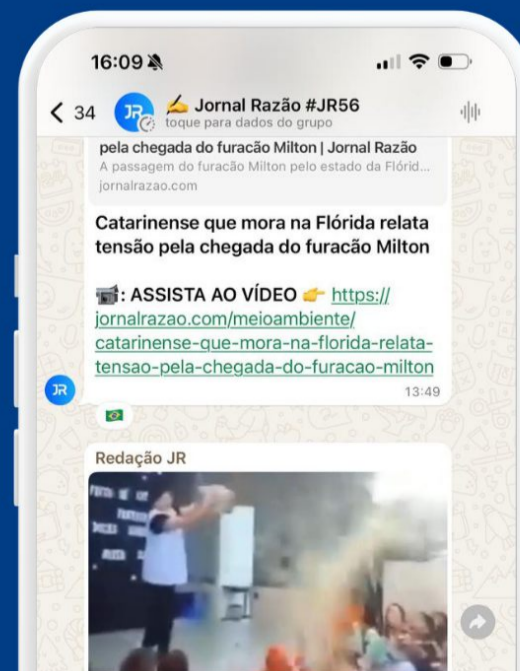 16:09
34
JR
✍️ Jornal Razão #JR56
toque para dados do grupo
pela chegada do furacão Milton | Jornal Razão
A passagem do furacão Milton pelo estado da Flórid...
jornalrazao.com
Catarinense que mora na Flórida relata
tensão pela chegada do furacão Milton
📹: ASSISTA AO VÍDEO 👉 https://
jornalrazao.com/meioambiente/
catarinense-que-mora-na-florida-relata-
tensao-pela-chegada-do-furacao-milton
13:49
JR
Redação JR